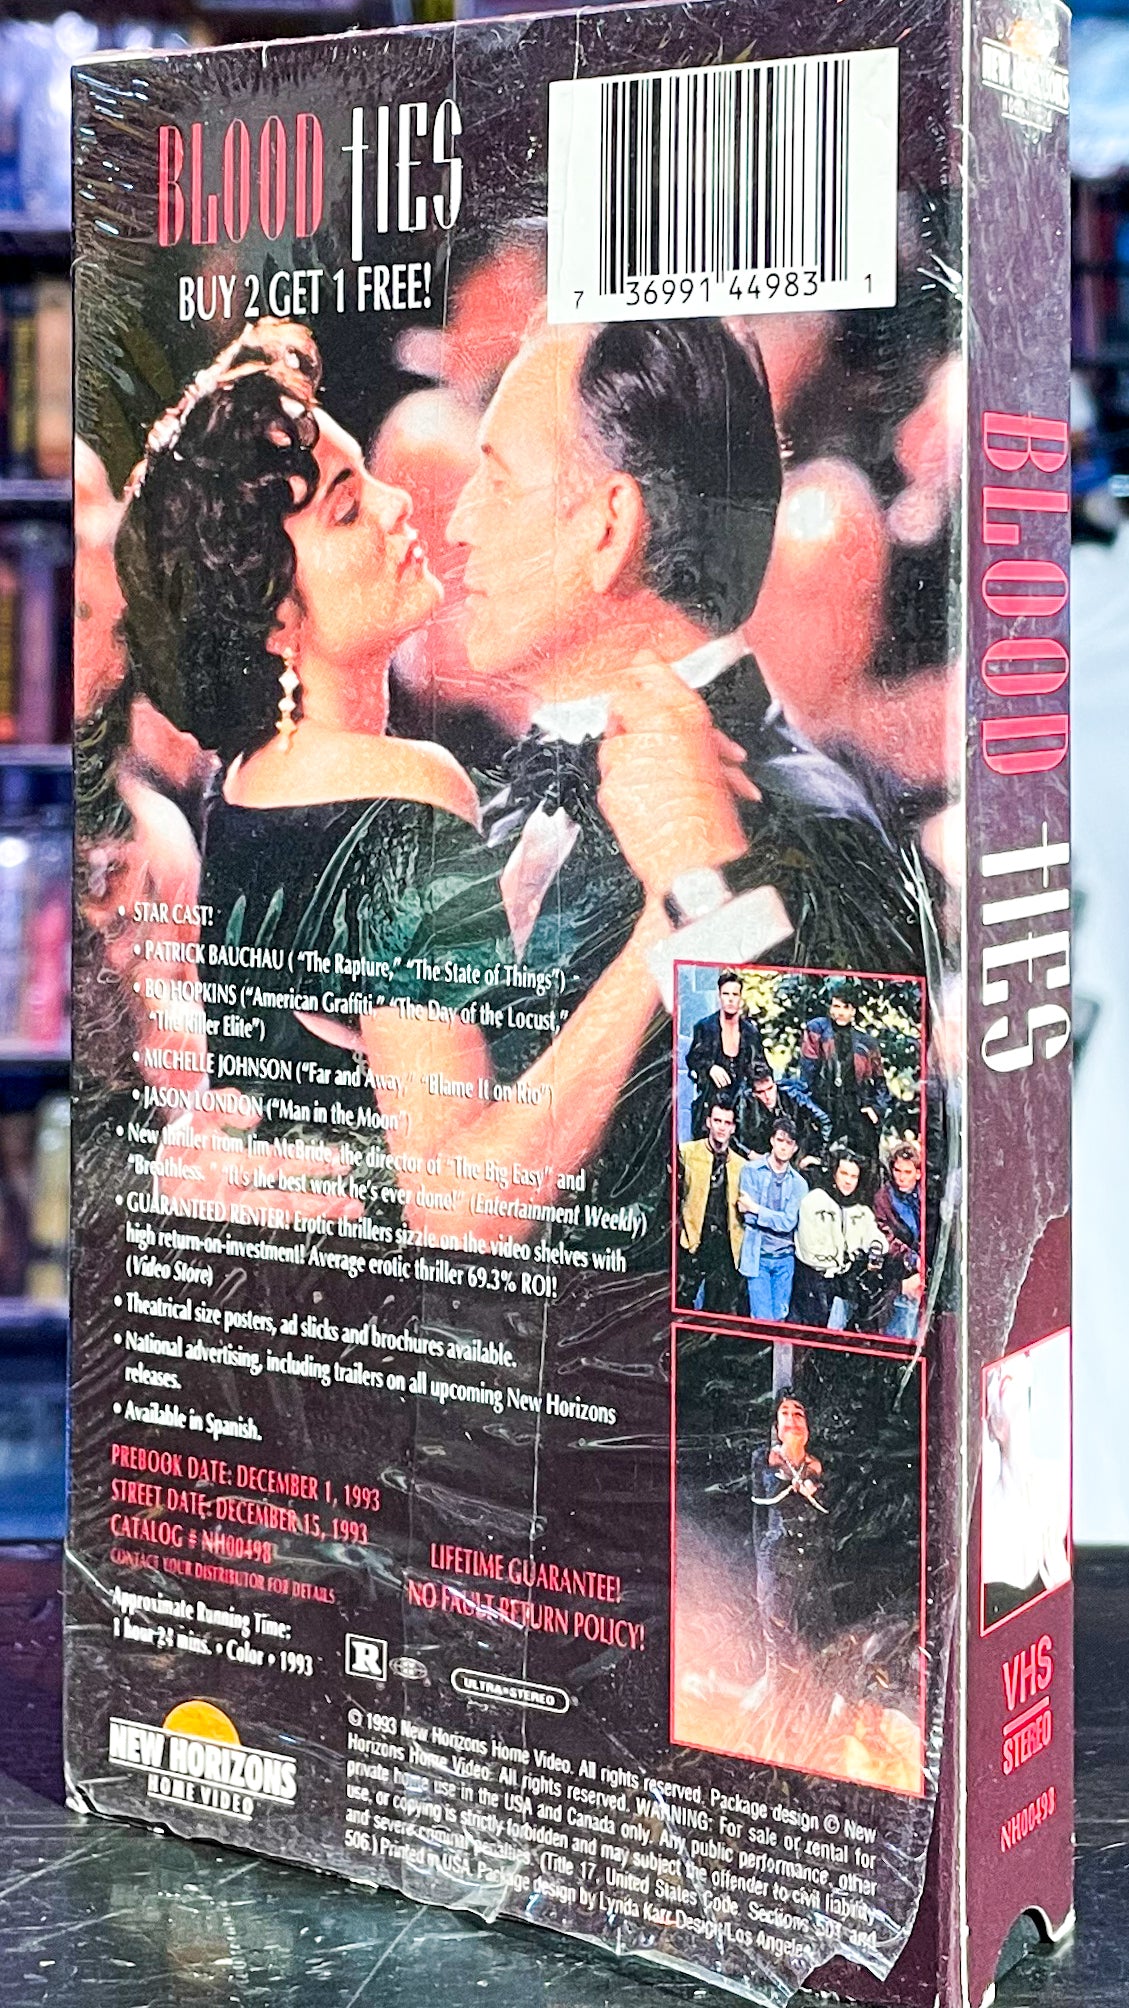 BLOOD TIES
BUY 2 GET 1 FREE!
7 36991 44983 1
• STAR CAST!
• PATRICK BAUCHAU ( "The Rapture," "The State of Things")
• BO HOPKINS ("American Graffiti," "The Day of the Locust,"
"The Killer Elite")
• MICHELLE JOHNSON ("Far and Away," "Blame It on Rio")
• JASON LONDON ("Man in the Moon")
• New thriller from Jim McBride, the director of "The Big Easy" and
"Breathless." "It's the best work he's ever done!" (Entertainment Weekly)
• GUARANTEED RENTER! Erotic thrillers sizzle on the video shelves with
high return-on-investment! Average erotic thriller 69.3% ROI!
(Video Store)
• Theatrical size posters, ad slicks and brochures available.
• National advertising, including trailers on all upcoming New Horizons
releases.
• Available in Spanish.
PREBOOK DATE: DECEMBER 1, 1993
STREET DATE: DECEMBER 15, 1993
CATALOG # NH00498
CONTACT YOUR DISTRIBUTOR FOR DETAILS
LIFETIME GUARANTEE!
NO FAULT RETURN POLICY!
Approximate Running Time:
1 hour 24 mins. • Color • 1993
R
ULTRA•STEREO
NEW HORIZONS
HOME VIDEO
© 1993 New Horizons Home Video. All rights reserved. Package design © New
Horizons Home Video. All rights reserved. WARNING: For sale or rental for
private home use in the USA and Canada only. Any public performance, other
use, or copying is strictly forbidden and may subject the offender to civil liability
and severe criminal penalties. (Title 17, United States Code, Sections 501 and
506.) Printed in USA. Package design by Lynda Karr Design/Los Angeles
NEW HORIZONS
HOME VIDEO
BLOOD TIES
VHS
STEREO
NH00498